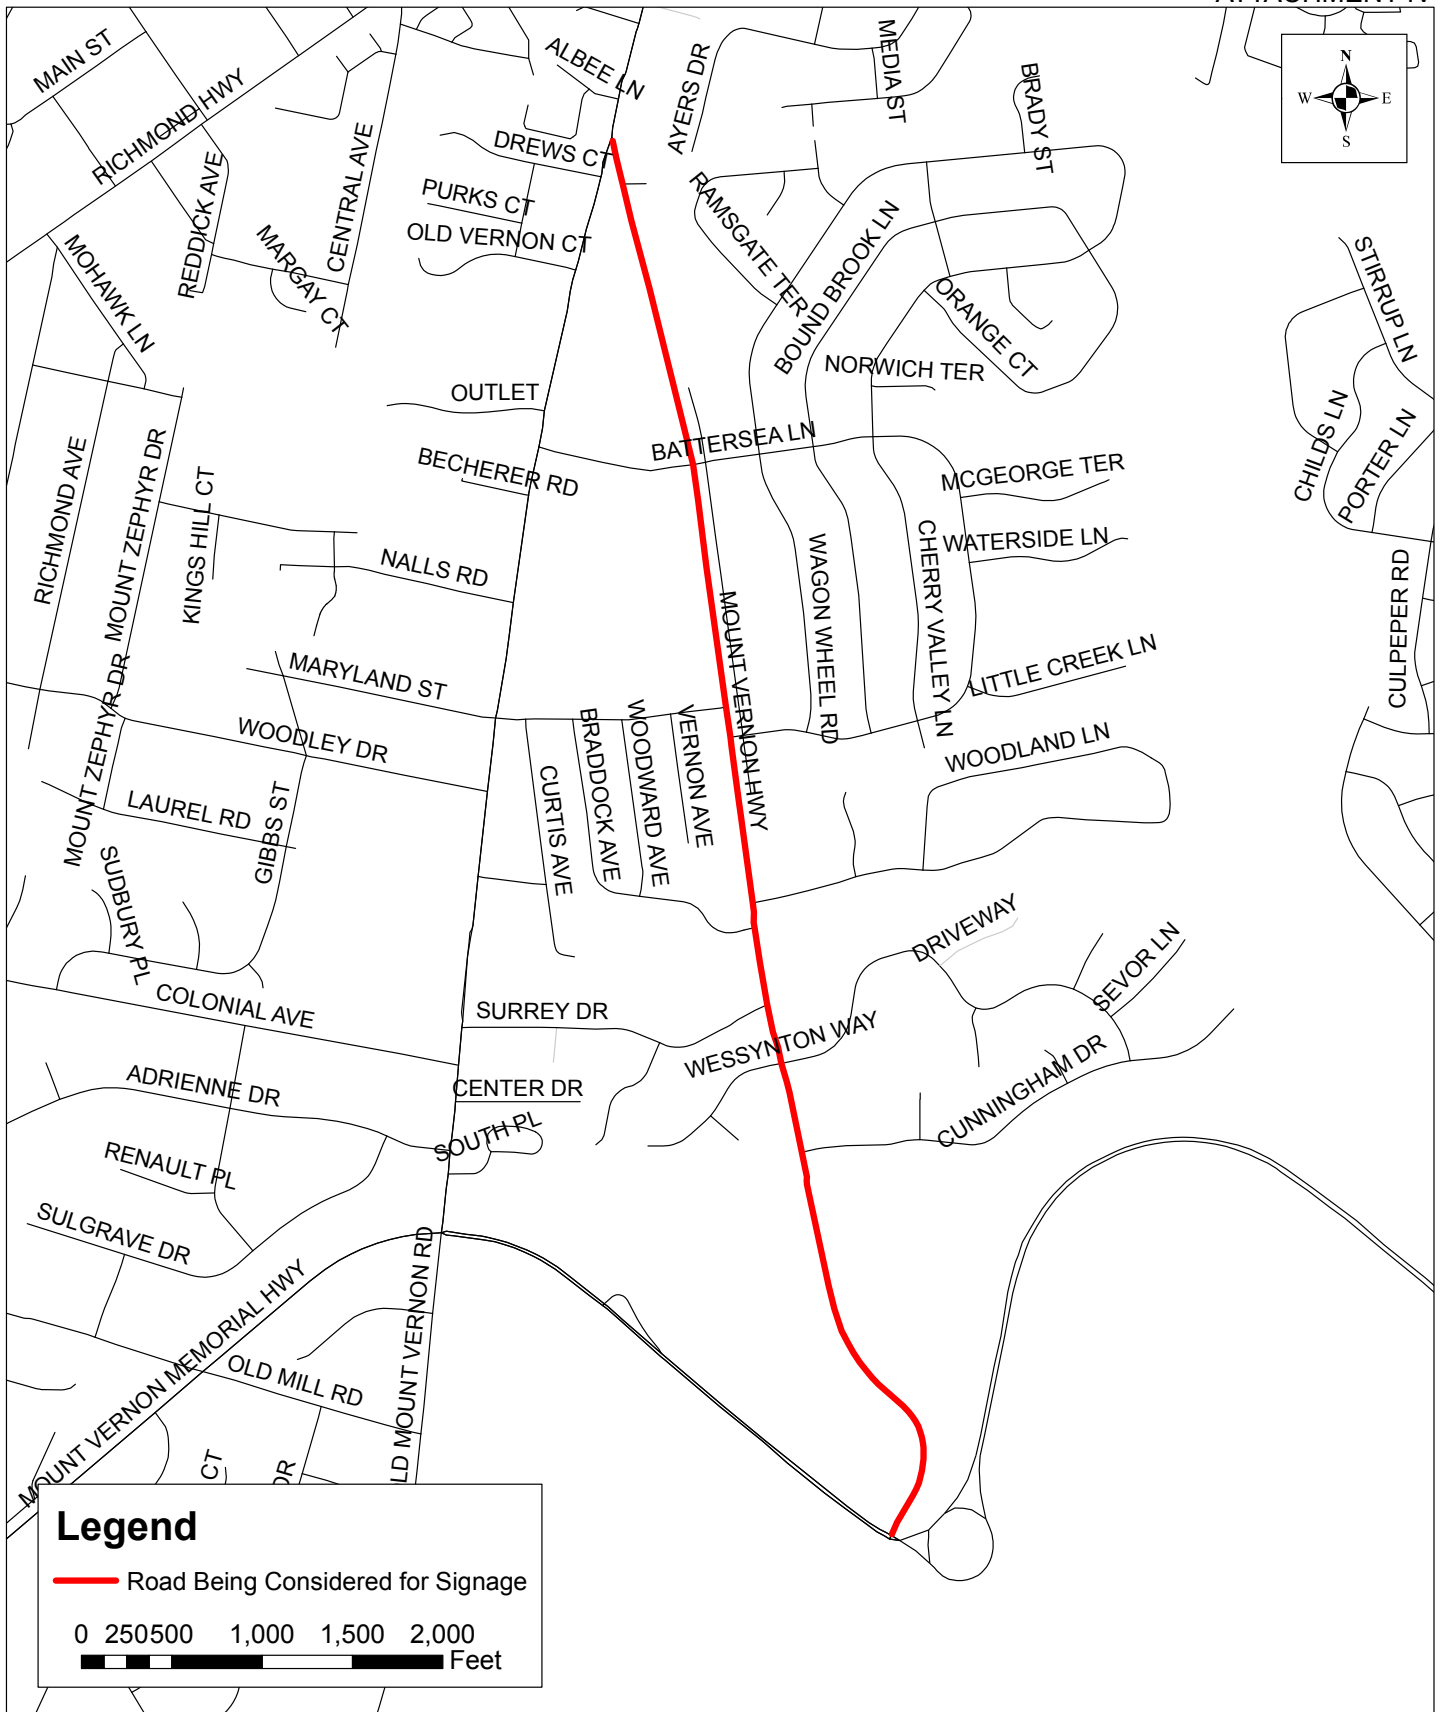 MAIN ST
RICHMOND HWY
ALBEE LN
AYERS DR
MEDIA ST
BRADY ST
N
W
E
S
REDDICK AVE
CENTRAL AVE
DREWS CT
PURKS CT
OLD VERNON CT
RAMSGATE TER
BOUND BROOK LN
MOHAWK LN
MARGAY CT
ORANGE CT
STIRRUP LN
NORWICH TER
OUTLET
BATTERSEA LN
CHILDS LN
PORTER LN
RICHMOND AVE
MOUNT ZEPHYR DR
KINGS HILL CT
BECHERER RD
MCGEORGE TER
WATERSIDE LN
NALLS RD
MOUNT VERNON HWY
WAGON WHEEL RD
CHERRY VALLEY LN
CULPEPER RD
MARYLAND ST
LITTLE CREEK LN
MOUNT ZEPHYR DR
WOODLEY DR
BRADDOCK AVE
WOODWARD AVE
VERNON AVE
WOODLAND LN
LAUREL RD
GIBBS ST
CURTIS AVE
SUDBURY PL
DRIVEWAY
SEVOR LN
COLONIAL AVE
SURREY DR
WESSYNTON WAY
ADRIENNE DR
CENTER DR
CUNNINGHAM DR
SOUTH PL
RENAULT PL
SULGRAVE DR
MOUNT VERNON MEMORIAL HWY
OLD MILL RD
LD MOUNT VERNON RD
CT
DR
Legend
Road Being Considered for Signage
0 250 500 1,000 1,500 2,000
Feet